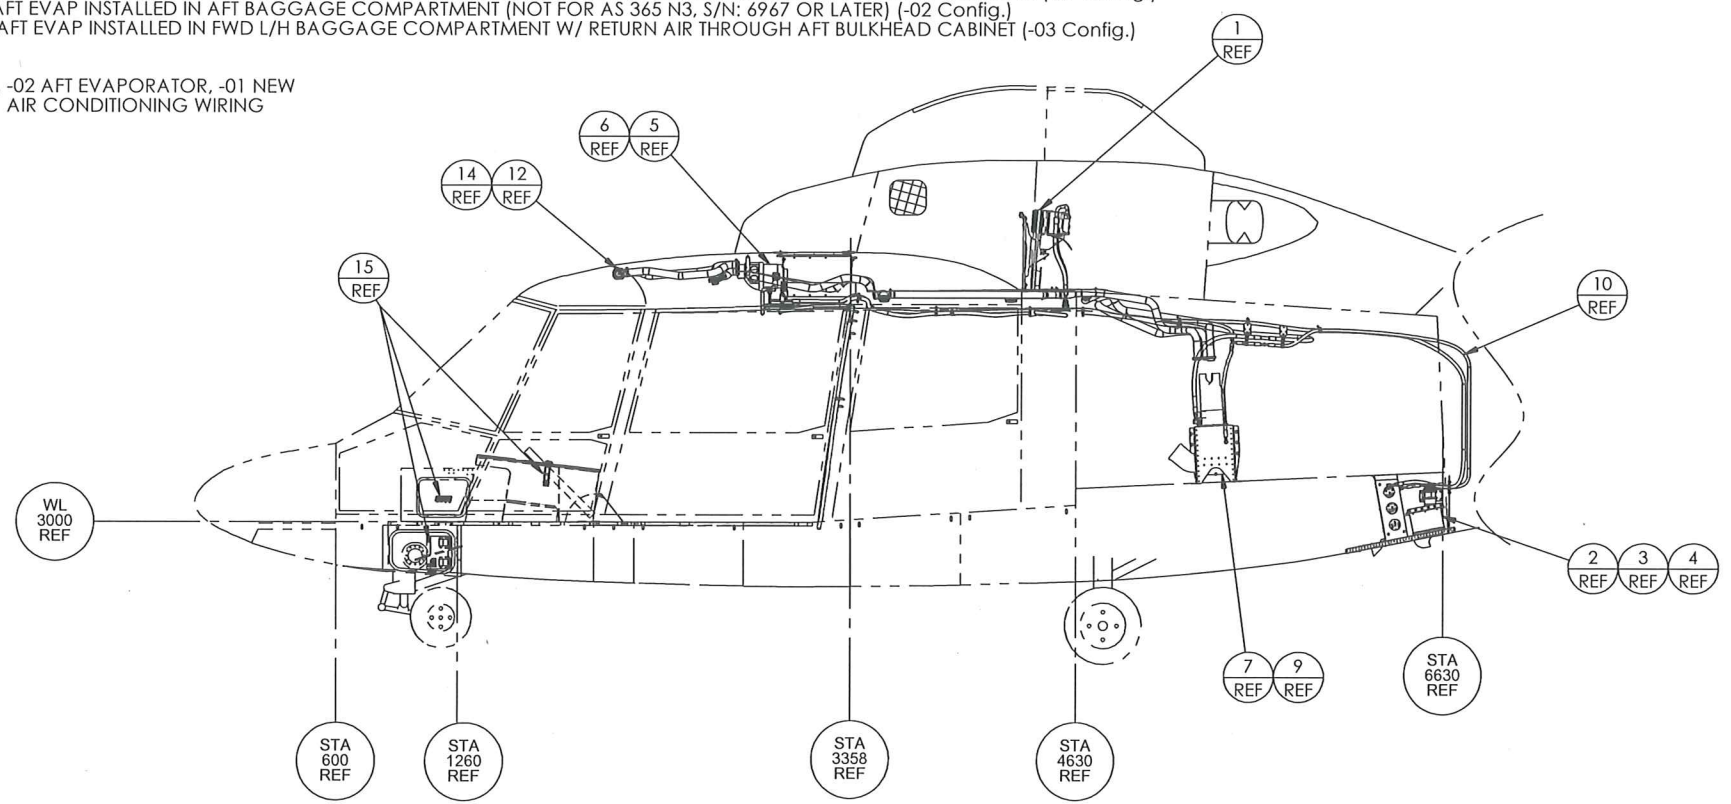 AFT EVAP INSTALLED IN AFT BAGGAGE COMPARTMENT (NOT FOR AS 365 N3, S/N: 6967 OR LATER) (-02 Config.)
AFT EVAP INSTALLED IN FWD L/H BAGGAGE COMPARTMENT W/ RETURN AIR THROUGH AFT BULKHEAD CABINET (-03 Config.)
-02 AFT EVAPORATOR, -01 NEW
AIR CONDITIONING WIRING
1
REF
6
REF
5
REF
14
REF
12
REF
15
REF
10
REF
WL
3000
REF
2
REF
3
REF
4
REF
7
REF
9
REF
STA
6630
REF
STA
600
REF
STA
1260
REF
STA
3358
REF
STA
4630
REF